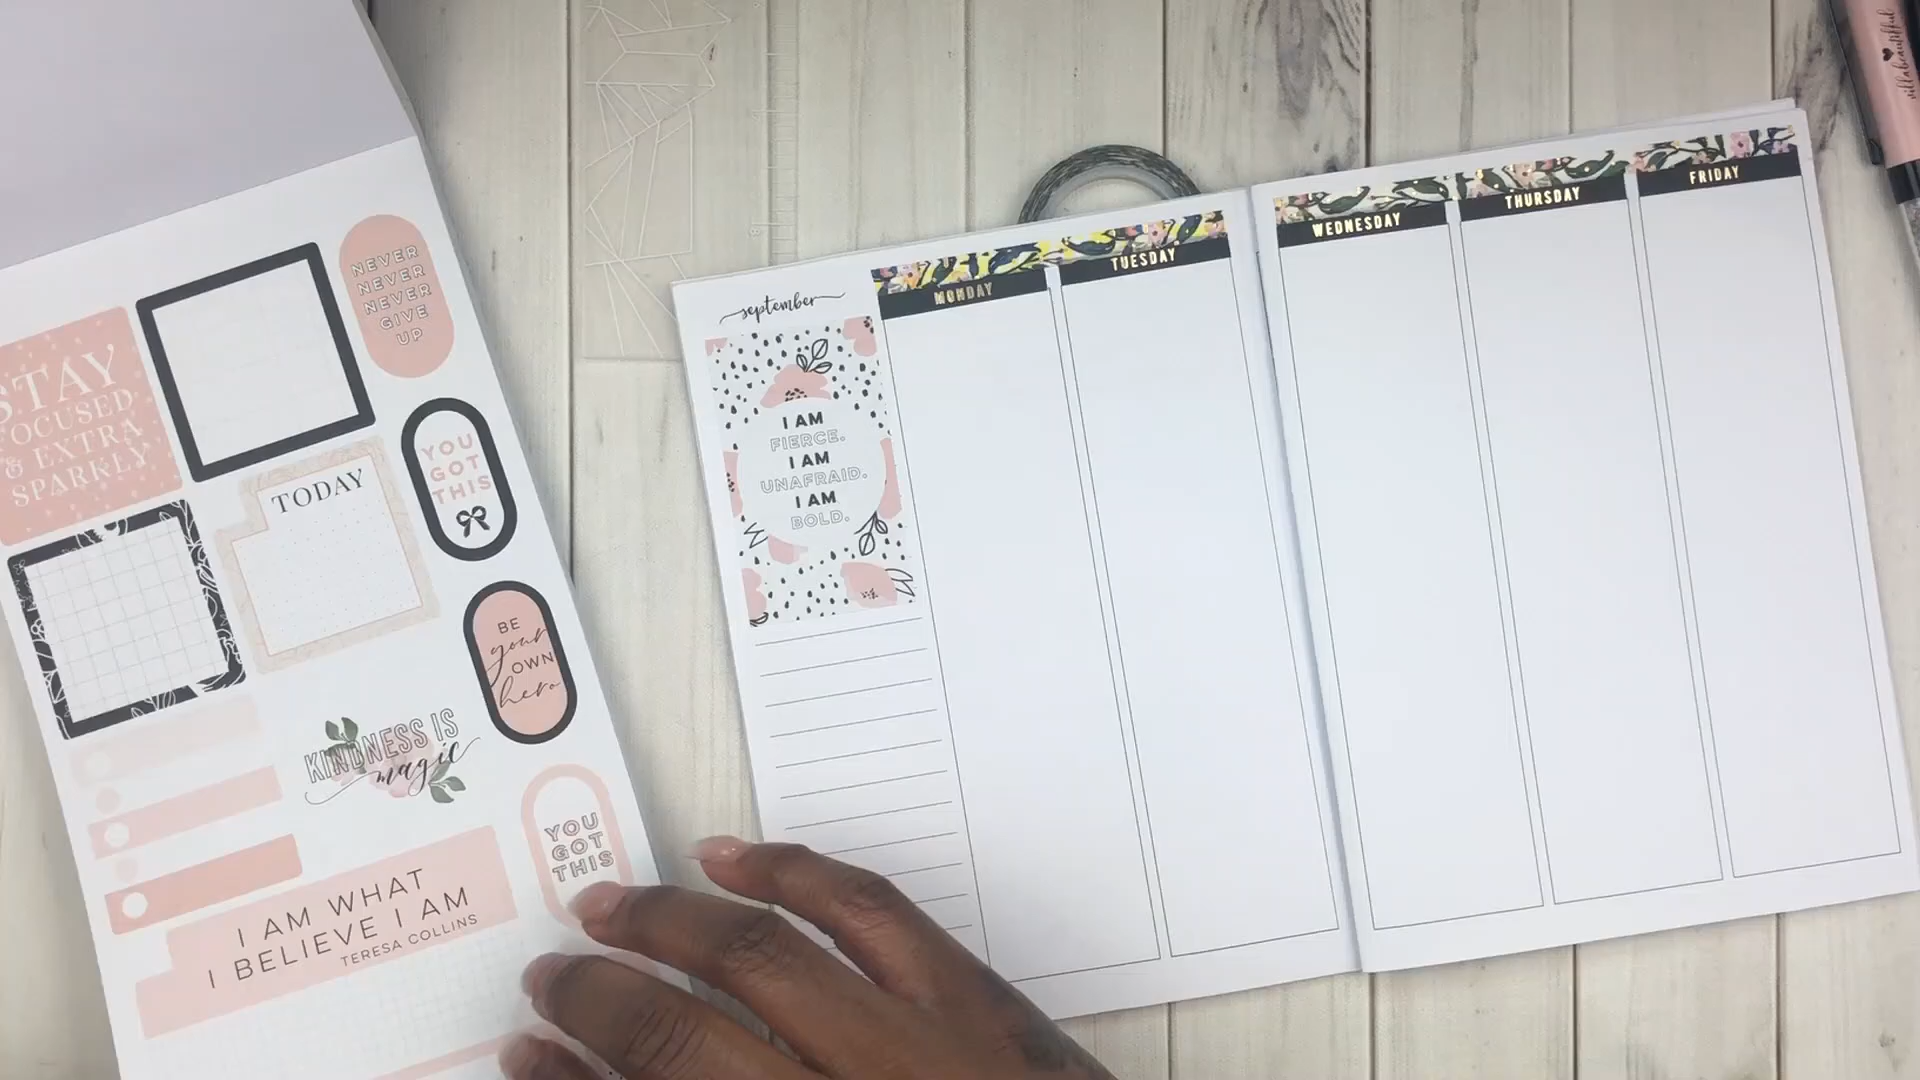 STAY
FOCUSED
& EXTRA
SPARKLY
NEVER
NEVER
NEVER
GIVE
UP
TODAY
YOU
GOT
THIS
BE
your
OWN
hero
KINDNESS IS
magic
YOU
GOT
THIS
I AM WHAT
I BELIEVE I AM
TERESA COLLINS
september
I AM
FIERCE.
I AM
UNAFRAID.
I AM
BOLD.
MONDAY
TUESDAY
WEDNESDAY
THURSDAY
FRIDAY